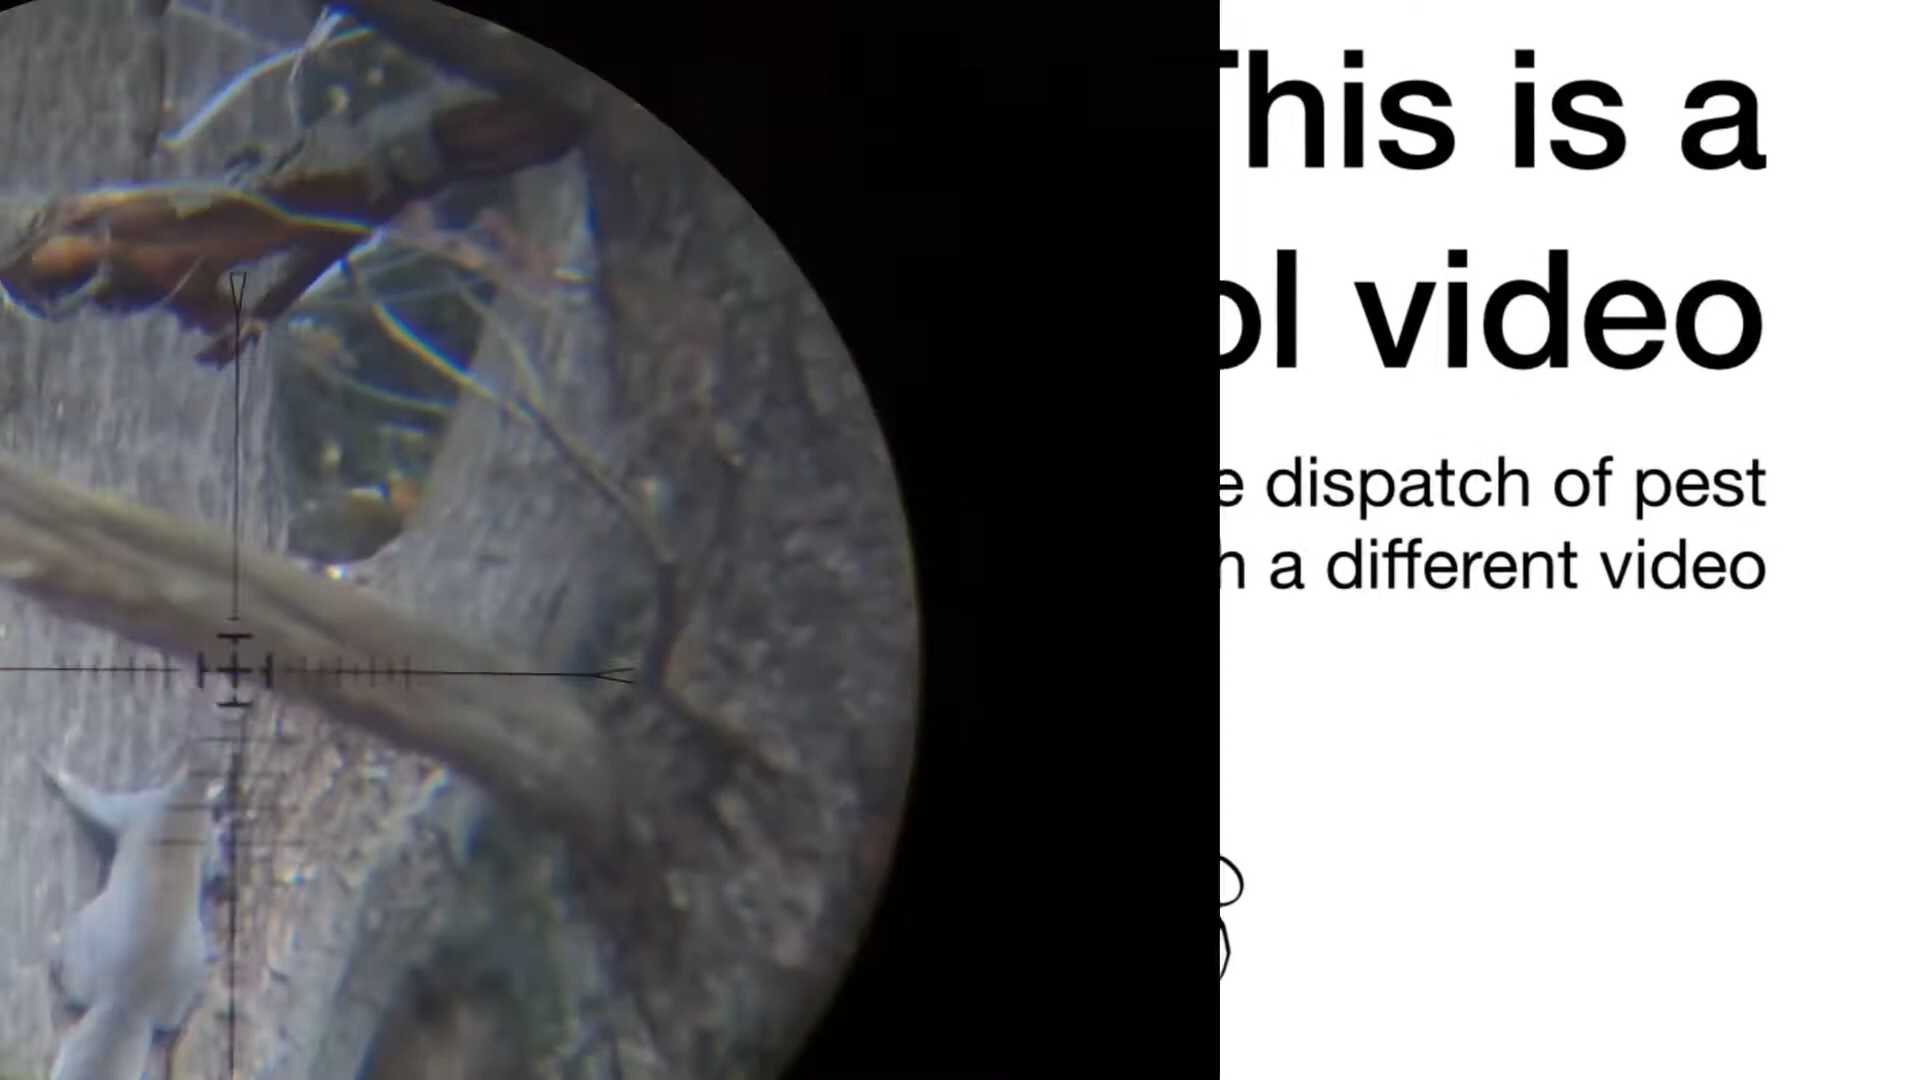 This is a
ol video
e dispatch of pest
a different video